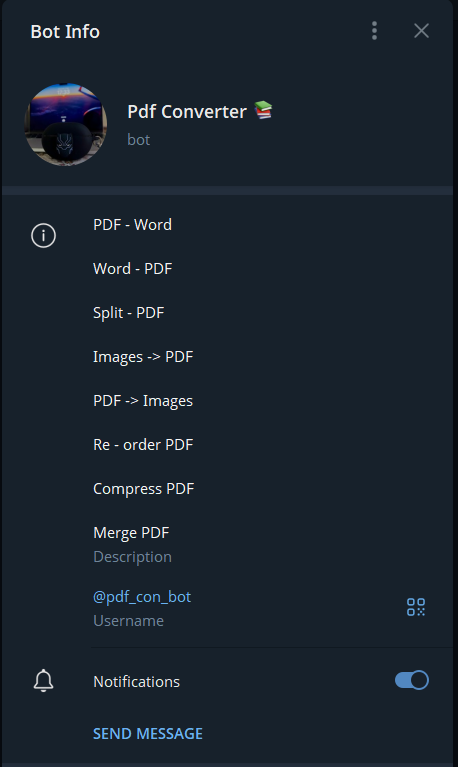 Bot Info
Pdf Converter 📚
bot
PDF - Word
Word - PDF
Split - PDF
Images -> PDF
PDF -> Images
Re - order PDF
Compress PDF
Merge PDF
Description
@pdf_con_bot
Username
Notifications
SEND MESSAGE